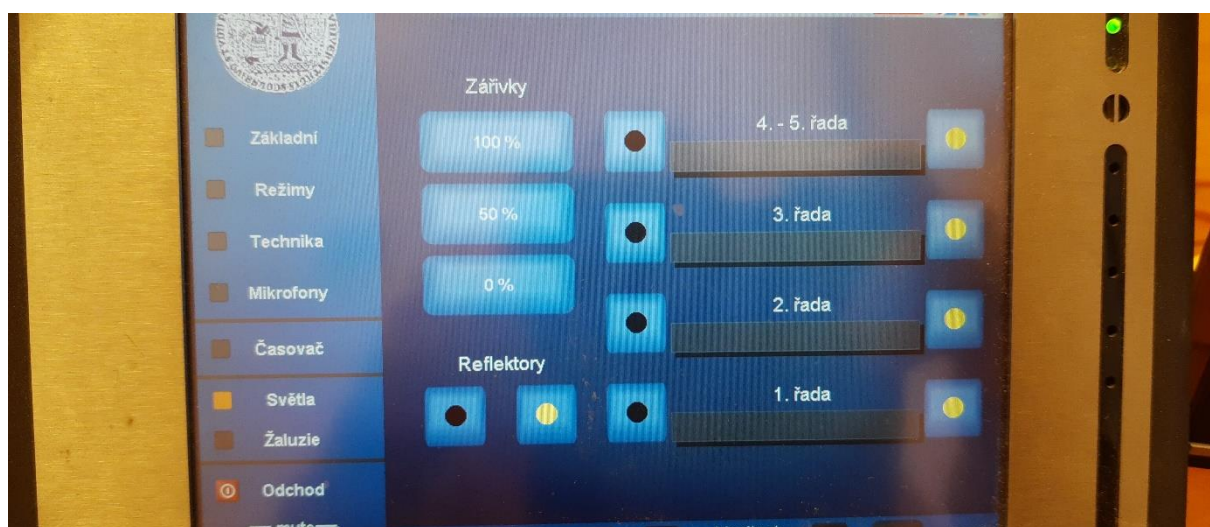 Základní
Režimy
Technika
Mikrofony
Časovač
Světla
Žaluzie
Odchod
Zářivky
100 %
50 %
0 %
Reflektory
4. - 5. řada
3. řada
2. řada
1. řada